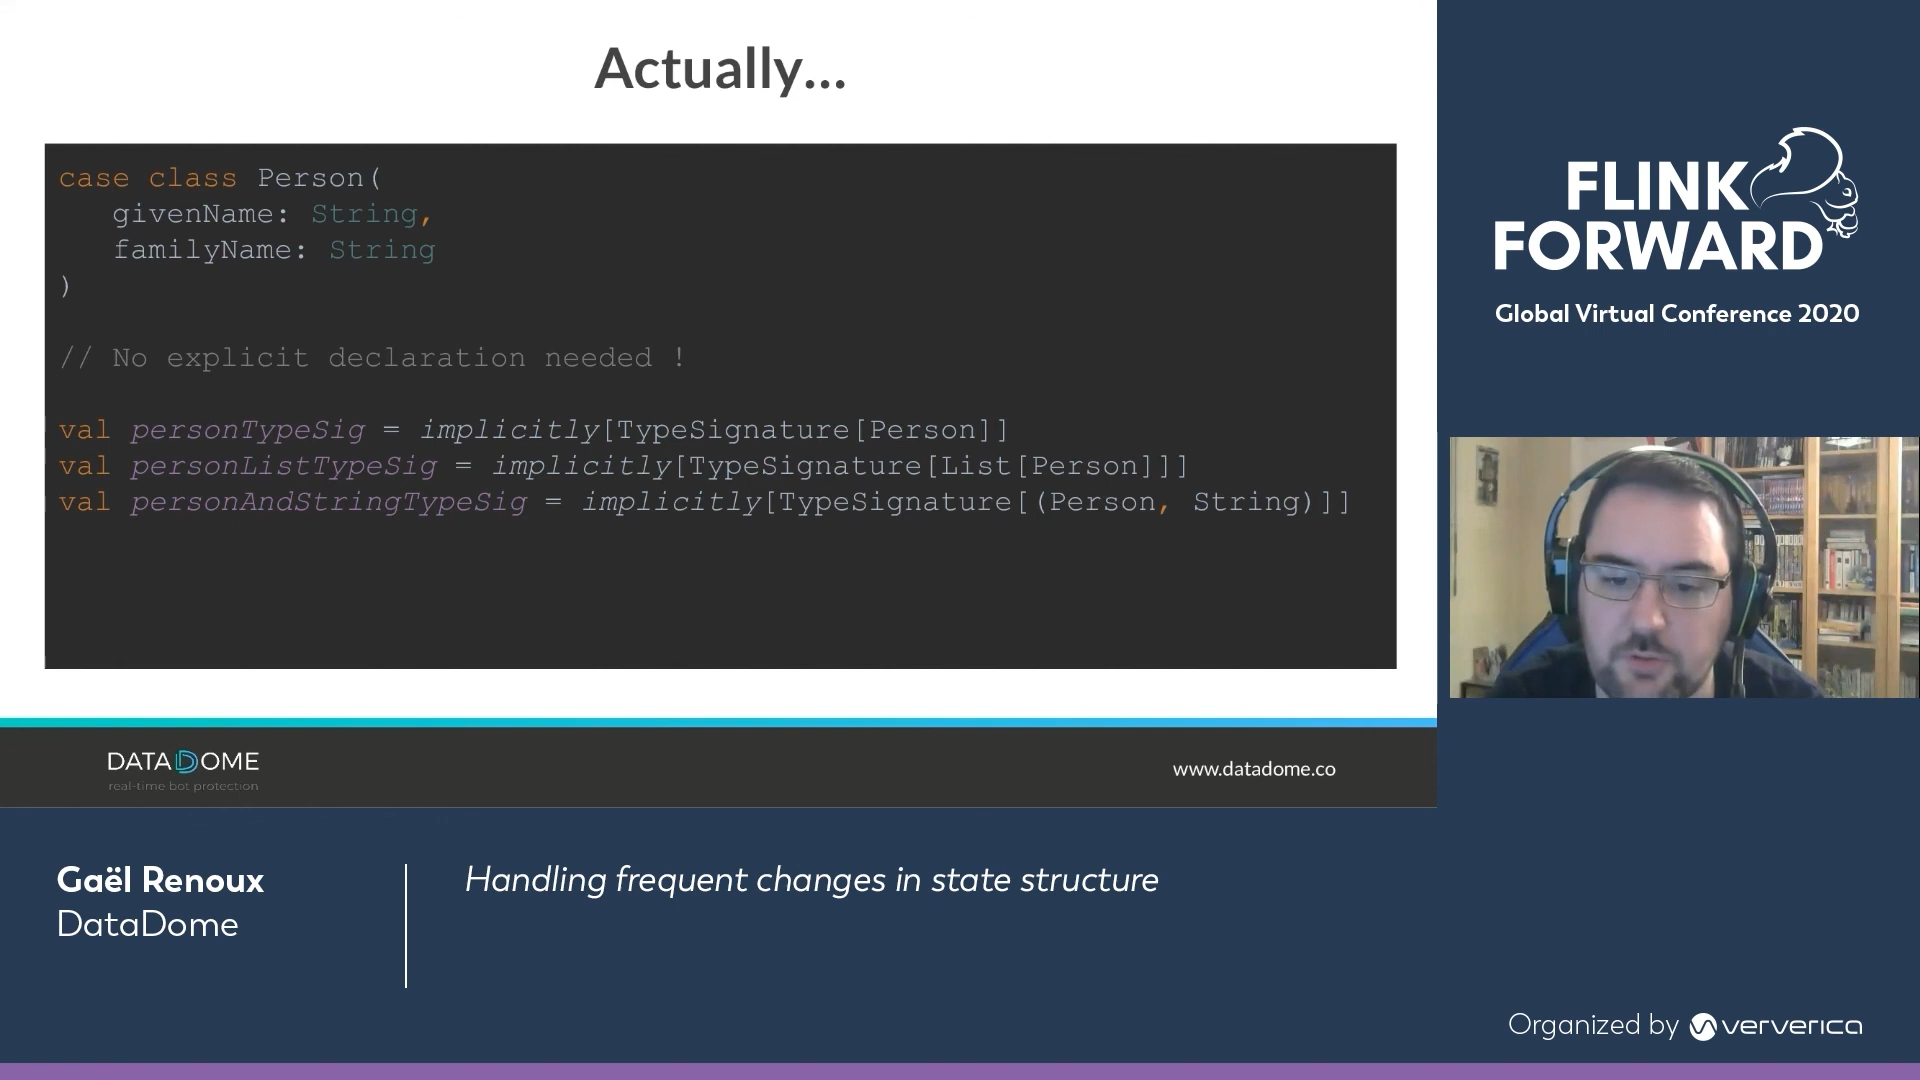 Actually...
case class Person(
givenName: String,
familyName: String
)
// No explicit declaration needed !
val personTypeSig = implicitly[TypeSignature[Person]]
val personListTypeSig = implicitly[TypeSignature[List[Person]]]
val personAndStringTypeSig = implicitly[TypeSignature[(Person, String)]]
DATADOME
real-time bot protection
www.datadome.co
FLINK
FORWARD
Global Virtual Conference 2020
Gaël Renoux
DataDome
Handling frequent changes in state structure
Organized by ververica